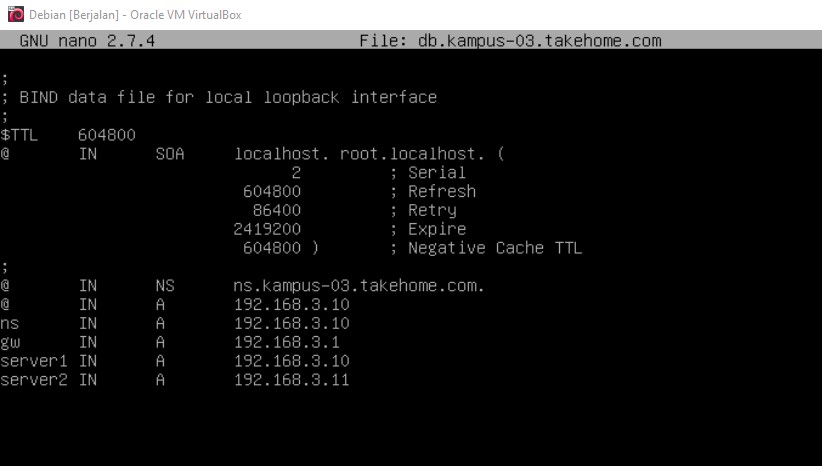 Debian [Berjalan] - Oracle VM VirtualBox
GNU nano 2.7.4 File: db.kampus-03.takehome.com
;
; BIND data file for local loopback interface
;
$TTL 604800
@ IN SOA localhost. root.localhost. (
2 ; Serial
604800 ; Refresh
86400 ; Retry
2419200 ; Expire
604800 ) ; Negative Cache TTL
;
@ IN NS ns.kampus-03.takehome.com.
@ IN A 192.168.3.10
ns IN A 192.168.3.10
gw IN A 192.168.3.1
server1 IN A 192.168.3.10
server2 IN A 192.168.3.11